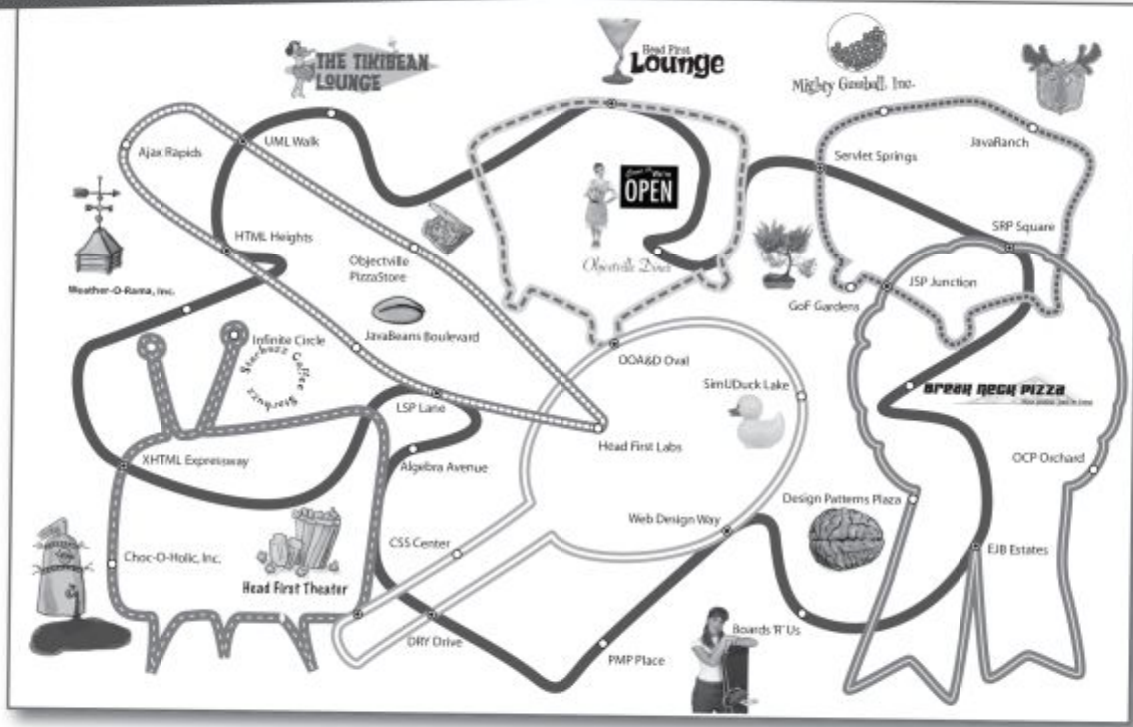 THE TIKIBEAN
LOUNGE
Head First
Lounge
Mighty Gumball, Inc.
Ajax Rapids
UML Walk
Servlet Springs
JavaRanch
Come In We're
OPEN
HTML Heights
Objectville
PizzaStore
Objectville Diner
SRP Square
Weather-O-Rama, Inc.
GoF Gardens
JSP Junction
Infinite Circle
JavaBeans Boulevard
Starbuzz Coffee
Starbuzz
OOA&D Oval
SimUDuck Lake
BREAK NECK PIZZA
LSP Lane
Head First Labs
XHTML Expressway
Algebra Avenue
OCP Orchard
Design Patterns Plaza
Web Design Way
CSS Center
EJB Estates
Choc-O-Holic, Inc.
Head First Theater
Boards 'R' Us
DRY Drive
PMP Place